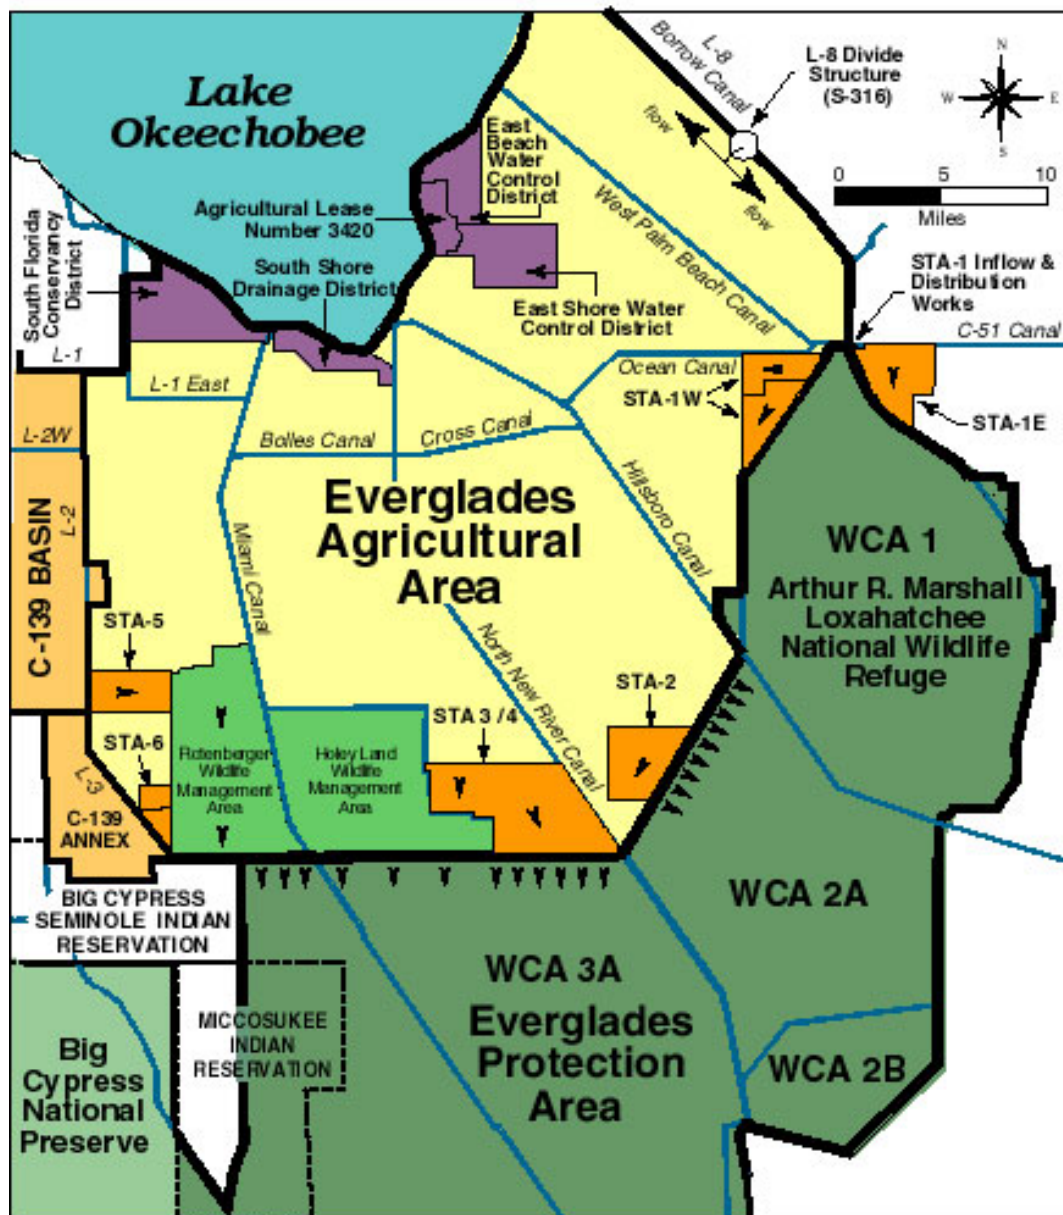 Lake
Okeechobee
L-8
Borrow Canal
L-8 Divide
Structure
(S-316)
N
W
E
S
flow
flow
0
5
10
Miles
East
Beach
Water
Control
District
Agricultural Lease
Number 3420
South Shore
Drainage District
East Shore Water
Control District
West Palm Beach Canal
STA-1 Inflow &
Distribution
Works
C-51 Canal
South Florida
Conservancy
District
L-1
L-1 East
Ocean Canal
STA-1W
STA-1E
L-2W
Bolles Canal
Cross Canal
Hillsboro Canal
C-139 BASIN
L-2
Everglades
Agricultural
Area
Miami Canal
WCA 1
Arthur R. Marshall
Loxahatchee
National Wildlife
Refuge
STA-5
North New River Canal
STA-2
STA 3/4
STA-6
Rotenberger
Wildlife
Management
Area
Holey Land
Wildlife
Management
Area
L-3
C-139
ANNEX
BIG CYPRESS
SEMINOLE INDIAN
RESERVATION
WCA 2A
WCA 3A
Everglades
Protection
Area
MICCOSUKEE
INDIAN
RESERVATION
WCA 2B
Big
Cypress
National
Preserve